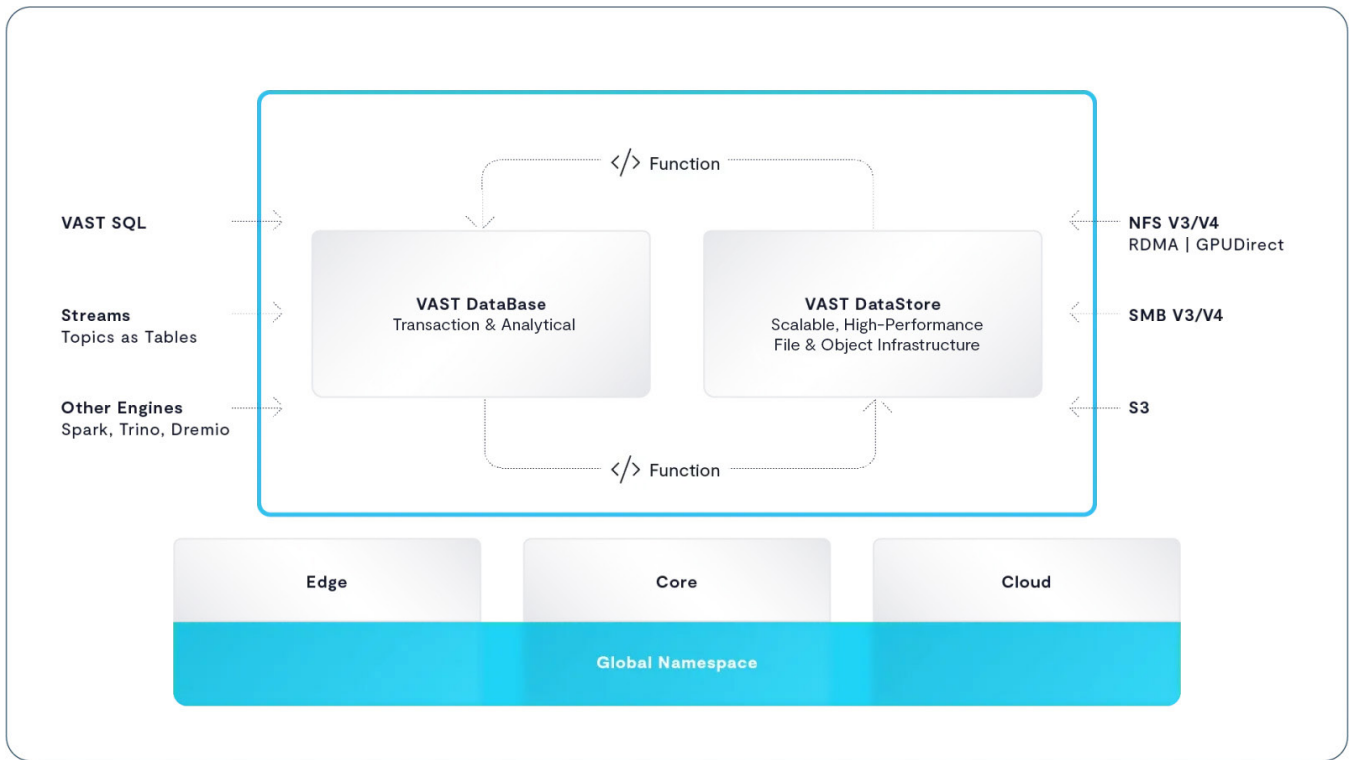 </> Function
VAST SQL
Streams
Topics as Tables
Other Engines
Spark, Trino, Dremio
VAST DataBase
Transaction & Analytical
VAST DataStore
Scalable, High-Performance
File & Object Infrastructure
NFS V3/V4
RDMA | GPUDirect
SMB V3/V4
S3
</> Function
Edge
Core
Cloud
Global Namespace